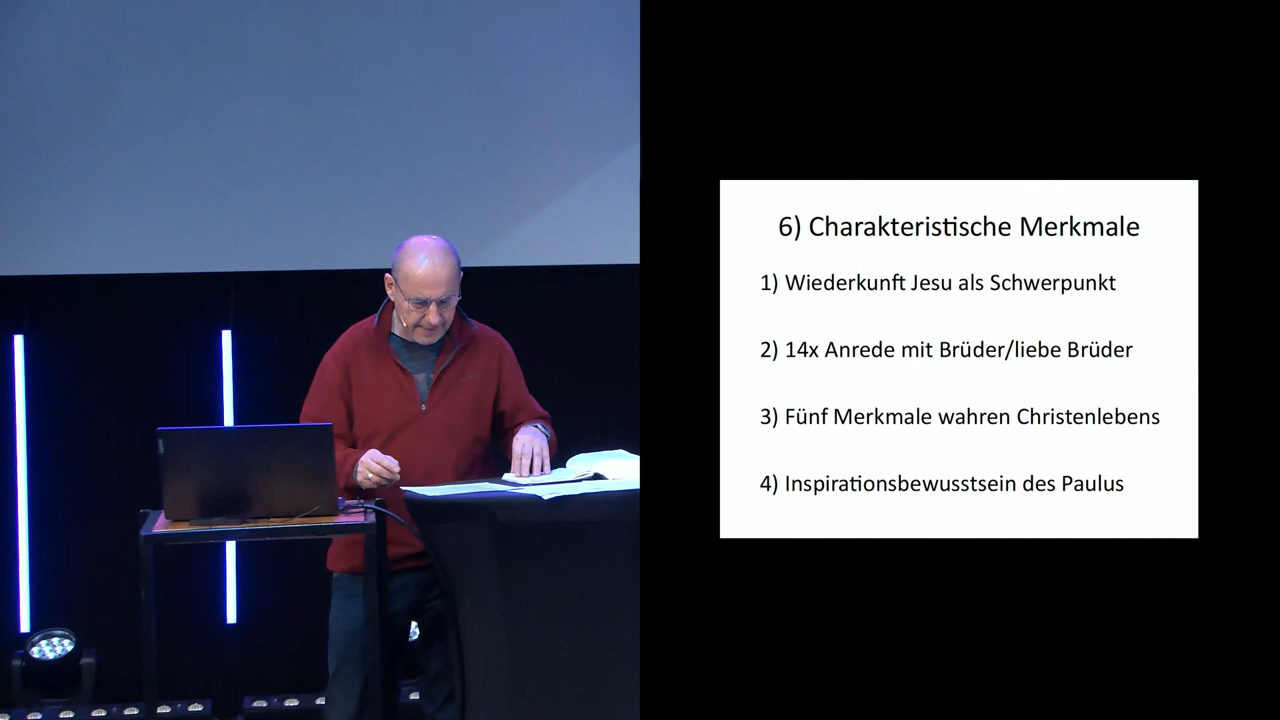 6) Charakteristische Merkmale
1) Wiederkunft Jesu als Schwerpunkt
2) 14x Anrede mit Brüder/liebe Brüder
3) Fünf Merkmale wahren Christenlebens
4) Inspirationsbewusstsein des Paulus